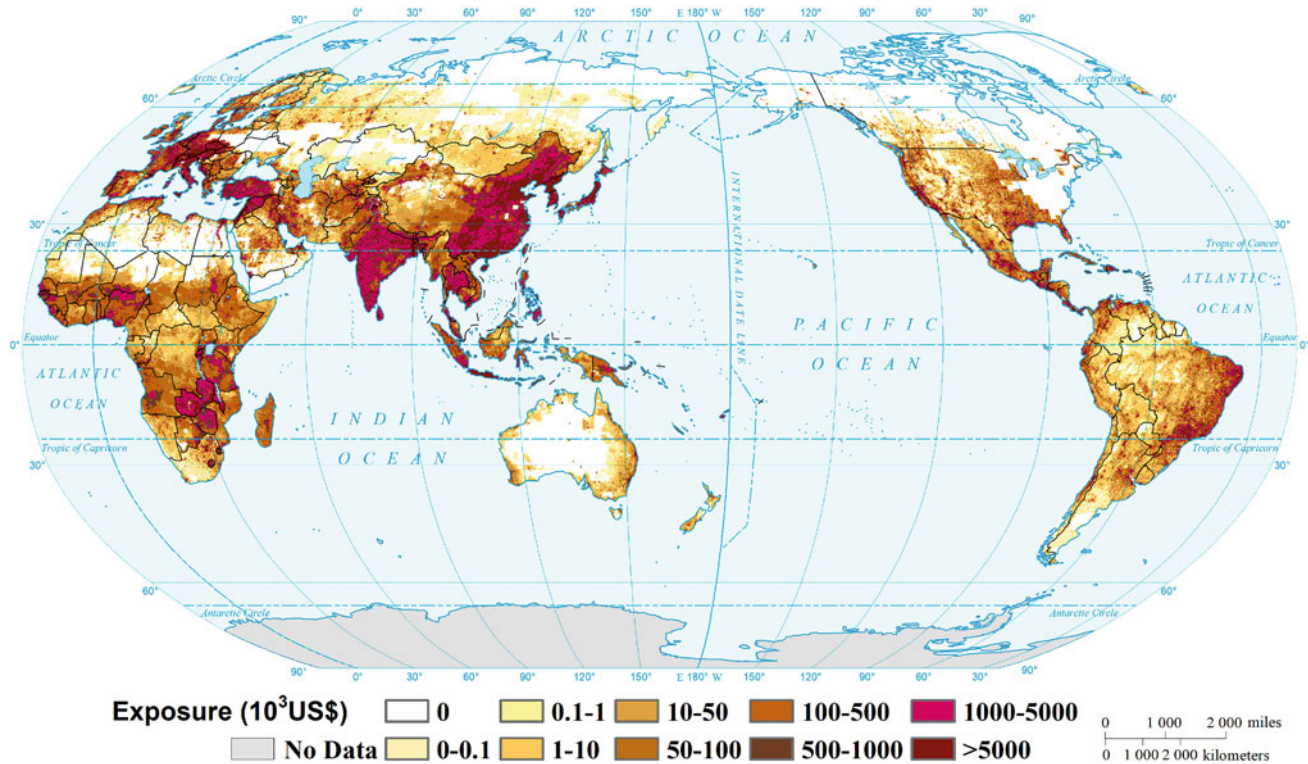 90° 0° 30° 60° 90° 120° 150° E 180° W 150° 120° 90° 60° 30° 0° 90°
ARCTIC OCEAN
Arctic Circle
Arctic Circle
60°
60°
30°
30°
Tropic of Cancer
Tropic of Cancer
INTERNATIONAL DATE LINE
ATLANTIC
OCEAN
PACIFIC
OCEAN
Equator
Equator
0°
0°
ATLANTIC
OCEAN
INDIAN
OCEAN
Tropic of Capricorn
Tropic of Capricorn
30°
30°
60°
60°
Antarctic Circle
Antarctic Circle
90° 0° 30° 60° 90° 120° 150° E 180° W 150° 120° 90° 60° 30° 0° 90°
Exposure (10³US$) 0 0.1-1 10-50 100-500 1000-5000
No Data 0-0.1 1-10 50-100 500-1000 >5000
0 1 000 2 000 miles
0 1 000 2 000 kilometers